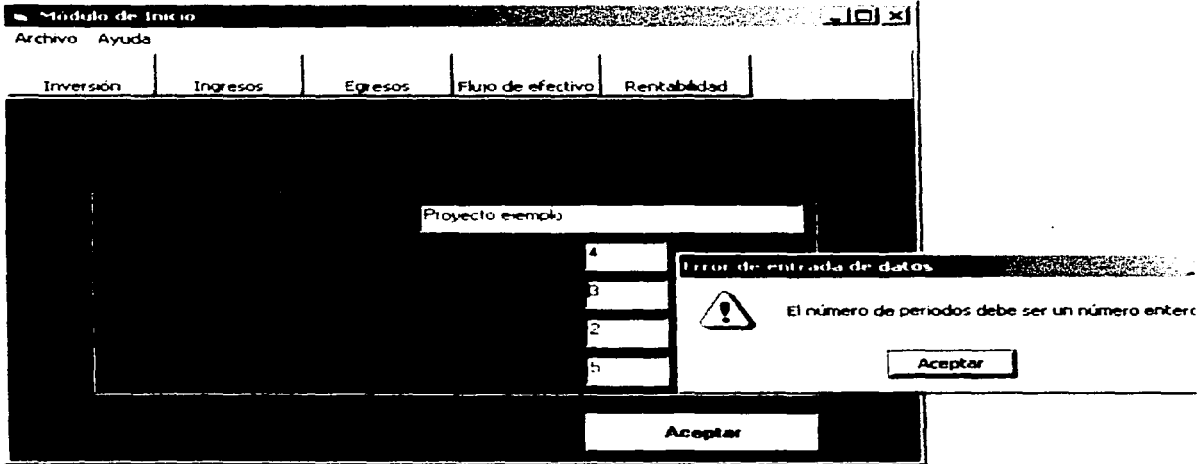 Módulo de Inicio
Archivo Ayuda
Inversión Ingresos Egresos Flujo de efectivo Rentabilidad
Proyecto ejemplo
4
Error de entrada de datos
3
El número de periodos debe ser un número entero
2
5
Aceptar
Aceptar